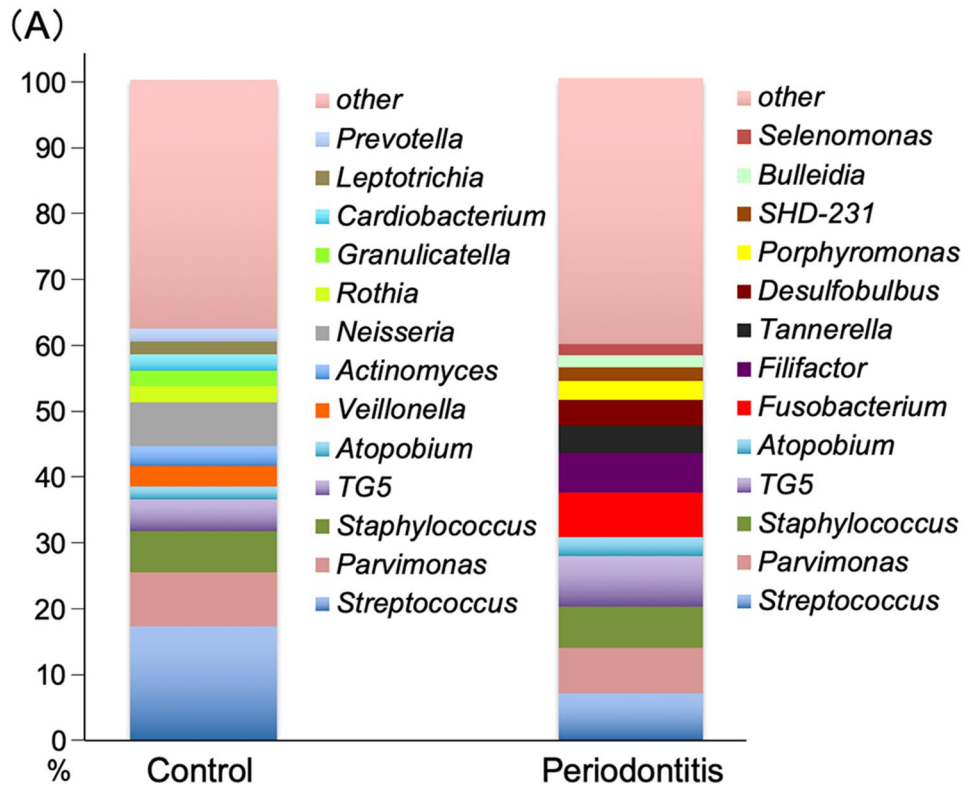 (A)
100
90
80
70
60
50
40
30
20
10
0
%
other
Prevotella
Leptotrichia
Cardiobacterium
Granulicatella
Rothia
Neisseria
Actinomyces
Veillonella
Atopobium
TG5
Staphylococcus
Parvimonas
Streptococcus
other
Selenomonas
Bulleidia
SHD-231
Porphyromonas
Desulfobulbus
Tannerella
Filifactor
Fusobacterium
Atopobium
TG5
Staphylococcus
Parvimonas
Streptococcus
Control
Periodontitis